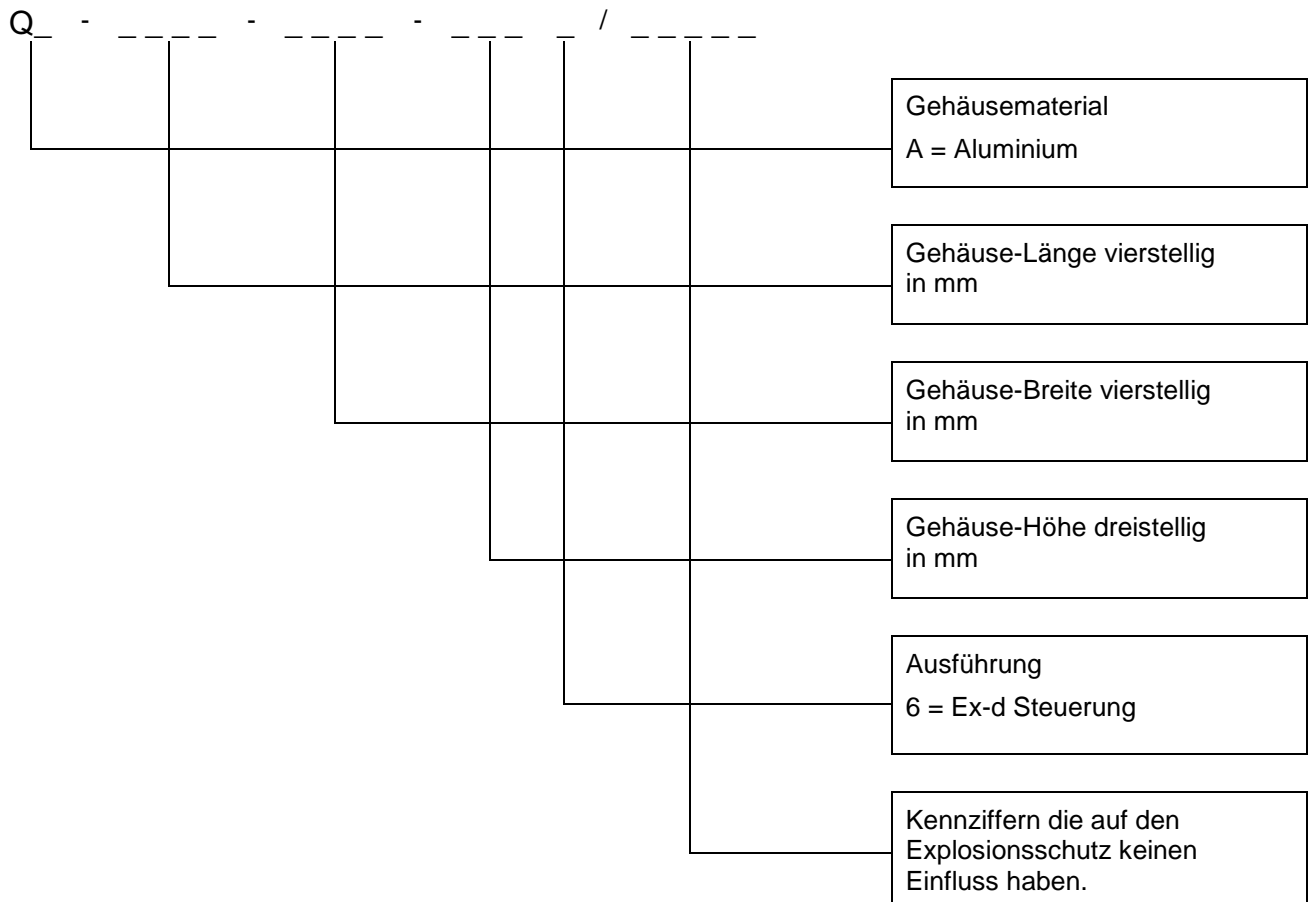 Q_ - _ _ _ _ - _ _ _ _ - _ _ _ _ / _ _ _ _ _
Gehäusematerial
A = Aluminium
Gehäuse-Länge vierstellig
in mm
Gehäuse-Breite vierstellig
in mm
Gehäuse-Höhe dreistellig
in mm
Ausführung
6 = Ex-d Steuerung
Kennziffern die auf den
Explosionsschutz keinen
Einfluss haben.